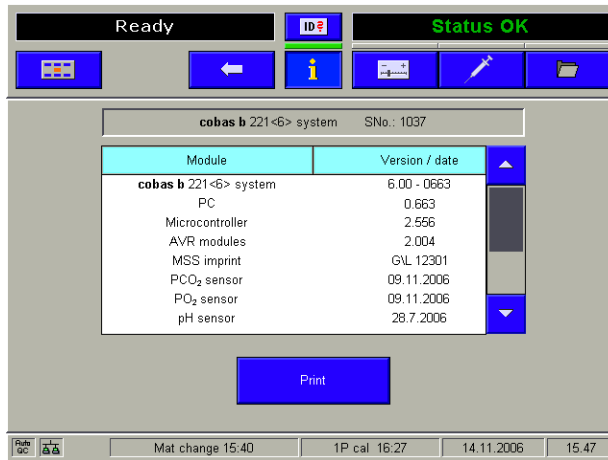 Ready
ID?
Status OK
i
cobas b 221<6> system SNo.: 1037
Module Version / date
cobas b 221<6> system 6.00 - 0663
PC 0.663
Microcontroller 2.556
AVR modules 2.004
MSS imprint G\L 12301
PCO₂ sensor 09.11.2006
PO₂ sensor 09.11.2006
pH sensor 28.7.2006
Print
Auto QC Mat change 15:40 1P cal 16:27 14.11.2006 15.47